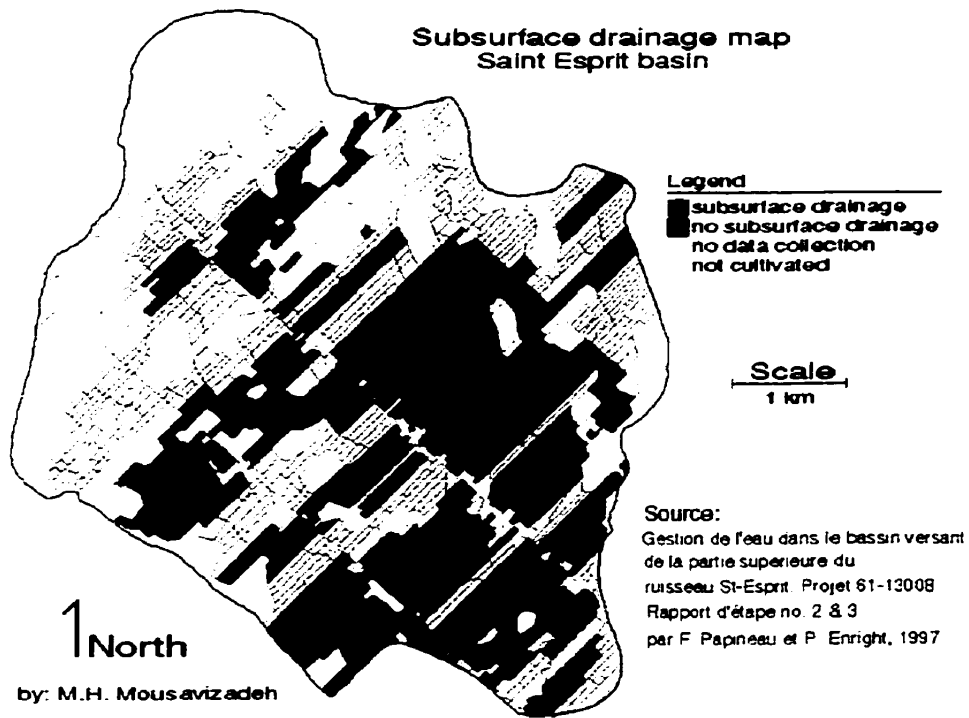 Subsurface drainage map
Saint Esprit basin
Legend
subsurface drainage
no subsurface drainage
no data collection
not cultivated
Scale
1 km
Source:
Gestion de l'eau dans le bassin versant
de la partie superieure du
ruisseau St-Esprit. Projet 61-13008
Rapport d'étape no. 2 & 3
par F. Papineau et P. Enright, 1997
North
by: M.H. Mousavizadeh